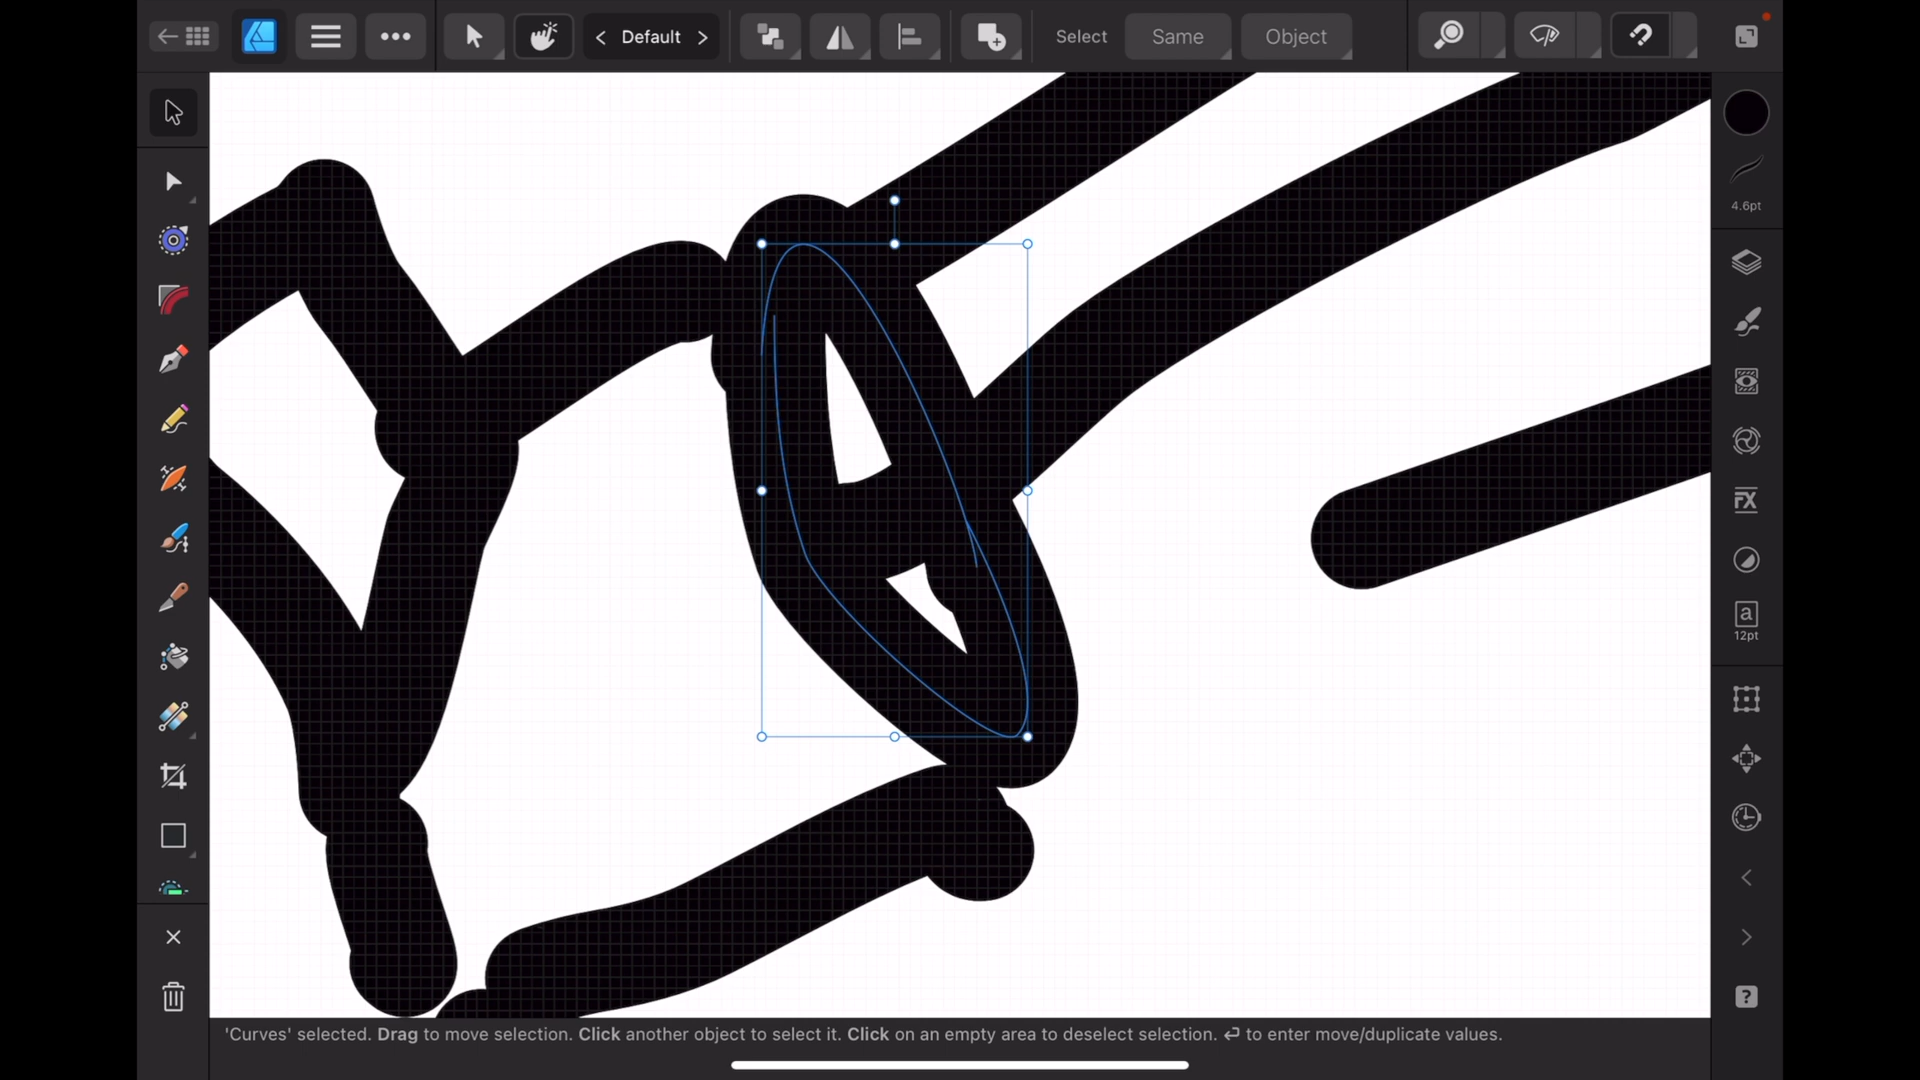 Default
Select
Same
Object
4.6pt
FX
a
12pt
?
'Curves' selected. Drag to move selection. Click another object to select it. Click on an empty area to deselect selection. ⏎ to enter move/duplicate values.